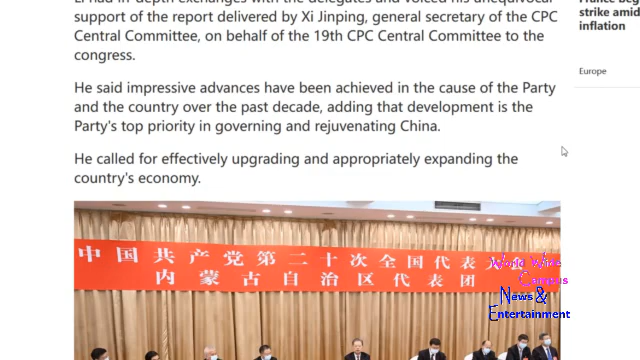 Li had in-depth exchanges with the delegates and voiced his unequivocal
support of the report delivered by Xi Jinping, general secretary of the CPC
Central Committee, on behalf of the 19th CPC Central Committee to the
congress.
He said impressive advances have been achieved in the cause of the Party
and the country over the past decade, adding that development is the
Party's top priority in governing and rejuvenating China.
He called for effectively upgrading and appropriately expanding the
country's economy.
France beg
strike amid
inflation
Europe
中国共产党第二十次全国代表大
内蒙古自治区代表团
World Wide
Campus
News &
Entertainment